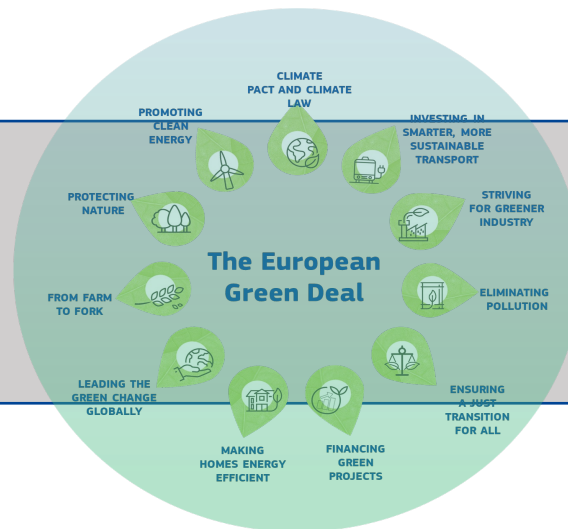 CLIMATE
PACT AND CLIMATE
LAW
PROMOTING
CLEAN
ENERGY
INVESTING IN
SMARTER, MORE
SUSTAINABLE
TRANSPORT
PROTECTING
NATURE
STRIVING
FOR GREENER
INDUSTRY
The European
Green Deal
FROM FARM
TO FORK
ELIMINATING
POLLUTION
LEADING THE
GREEN CHANGE
GLOBALLY
ENSURING
A JUST
TRANSITION
FOR ALL
MAKING
HOMES ENERGY
EFFICIENT
FINANCING
GREEN
PROJECTS